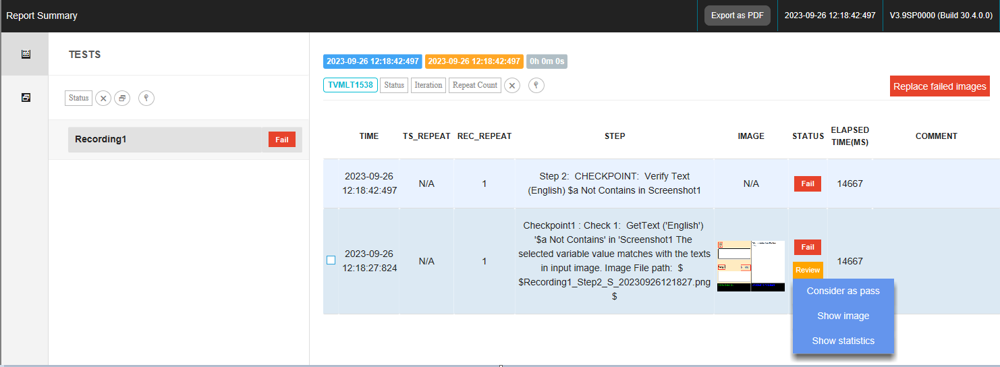 Report Summary
Export as PDF
2023-09-26 12:18:42:497
V3.9SP0000 (Build 30.4.0.0)
TESTS
Status
Recording1
Fail
2023-09-26 12:18:42:497
2023-09-26 12:18:42:497
0h 0m 0s
TVMLT1538
Status
Iteration
Repeat Count
Replace failed images
TIME
TS_REPEAT
REC_REPEAT
STEP
IMAGE
STATUS
ELAPSED
TIME(MS)
COMMENT
2023-09-26
12:18:42:497
N/A
1
Step 2:  CHECKPOINT:  Verify Text
(English) $a Not Contains in Screenshot1
N/A
Fail
14667
2023-09-26
12:18:27:824
N/A
1
Checkpoint1 : Check 1:  GetText ('English')
'$a Not Contains' in 'Screenshot1 The
selected variable value matches with the texts
in input image. Image File path:  $
$Recording1_Step2_S_20230926121827.png
$
Fail
Review
14667
Consider as pass
Show image
Show statistics